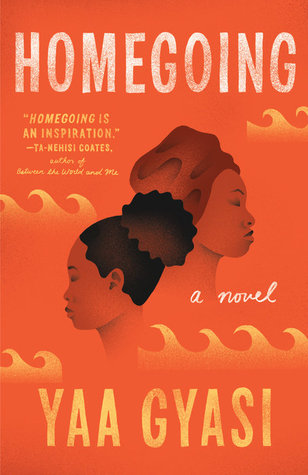 HOMEGOING
“HOMEGOING IS
AN INSPIRATION.”
—TA-NEHISI COATES,
author of
Between the World and Me
a novel
YAA GYASI